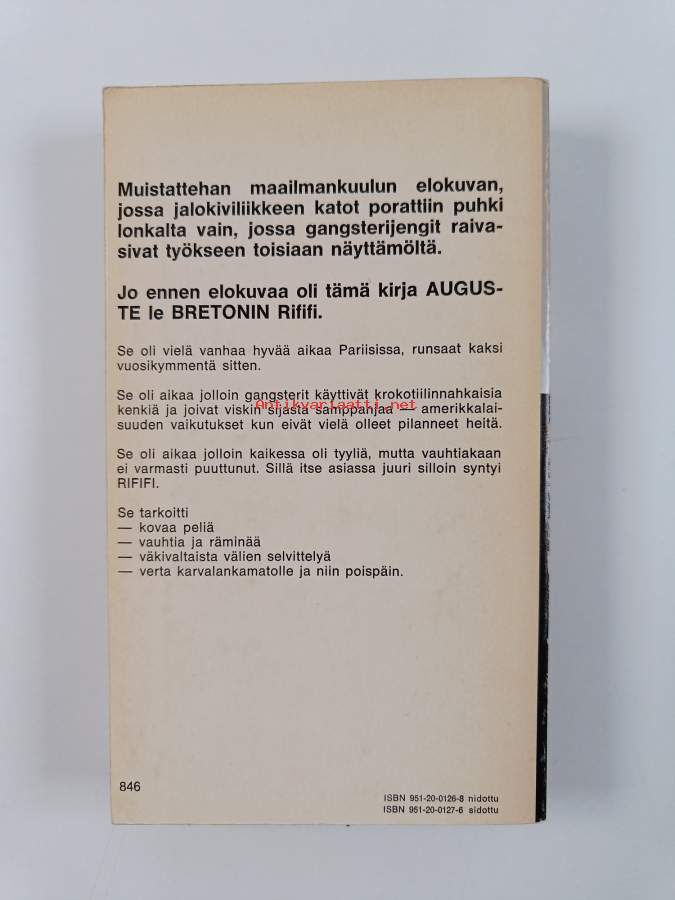 Muistattehan maailmankuulun elokuvan,
jossa jalokiviliikkeen katot porattiin puhki
lonkalta vain, jossa gangsterijengit raiva-
sivat työkseen toisiaan näyttämöltä.
Jo ennen elokuvaa oli tämä kirja AUGUS-
TE le BRETONIN Rififi.
Se oli vielä vanhaa hyvää aikaa Pariisissa, runsaat kaksi
vuosikymmentä sitten.
Se oli aikaa jolloin gangsterit käyttivät krokotiilinnahkaisia
kenkiä ja joivat viskin sijasta samppanjaa — amerikkalai-
suuden vaikutukset kun eivät vielä olleet pilanneet heitä.
Antikvariaatti.net
Se oli aikaa jolloin kaikessa oli tyyliä, mutta vauhtiakaan
ei varmasti puuttunut. Sillä itse asiassa juuri silloin syntyi
RIFIFI.
Se tarkoitti
— kovaa peliä
— vauhtia ja räminää
— väkivaltaista välien selvittelyä
— verta karvalankamatolle ja niin poispäin.
846
ISBN 951-20-0126-8 nidottu
ISBN 951-20-0127-6 sidottu